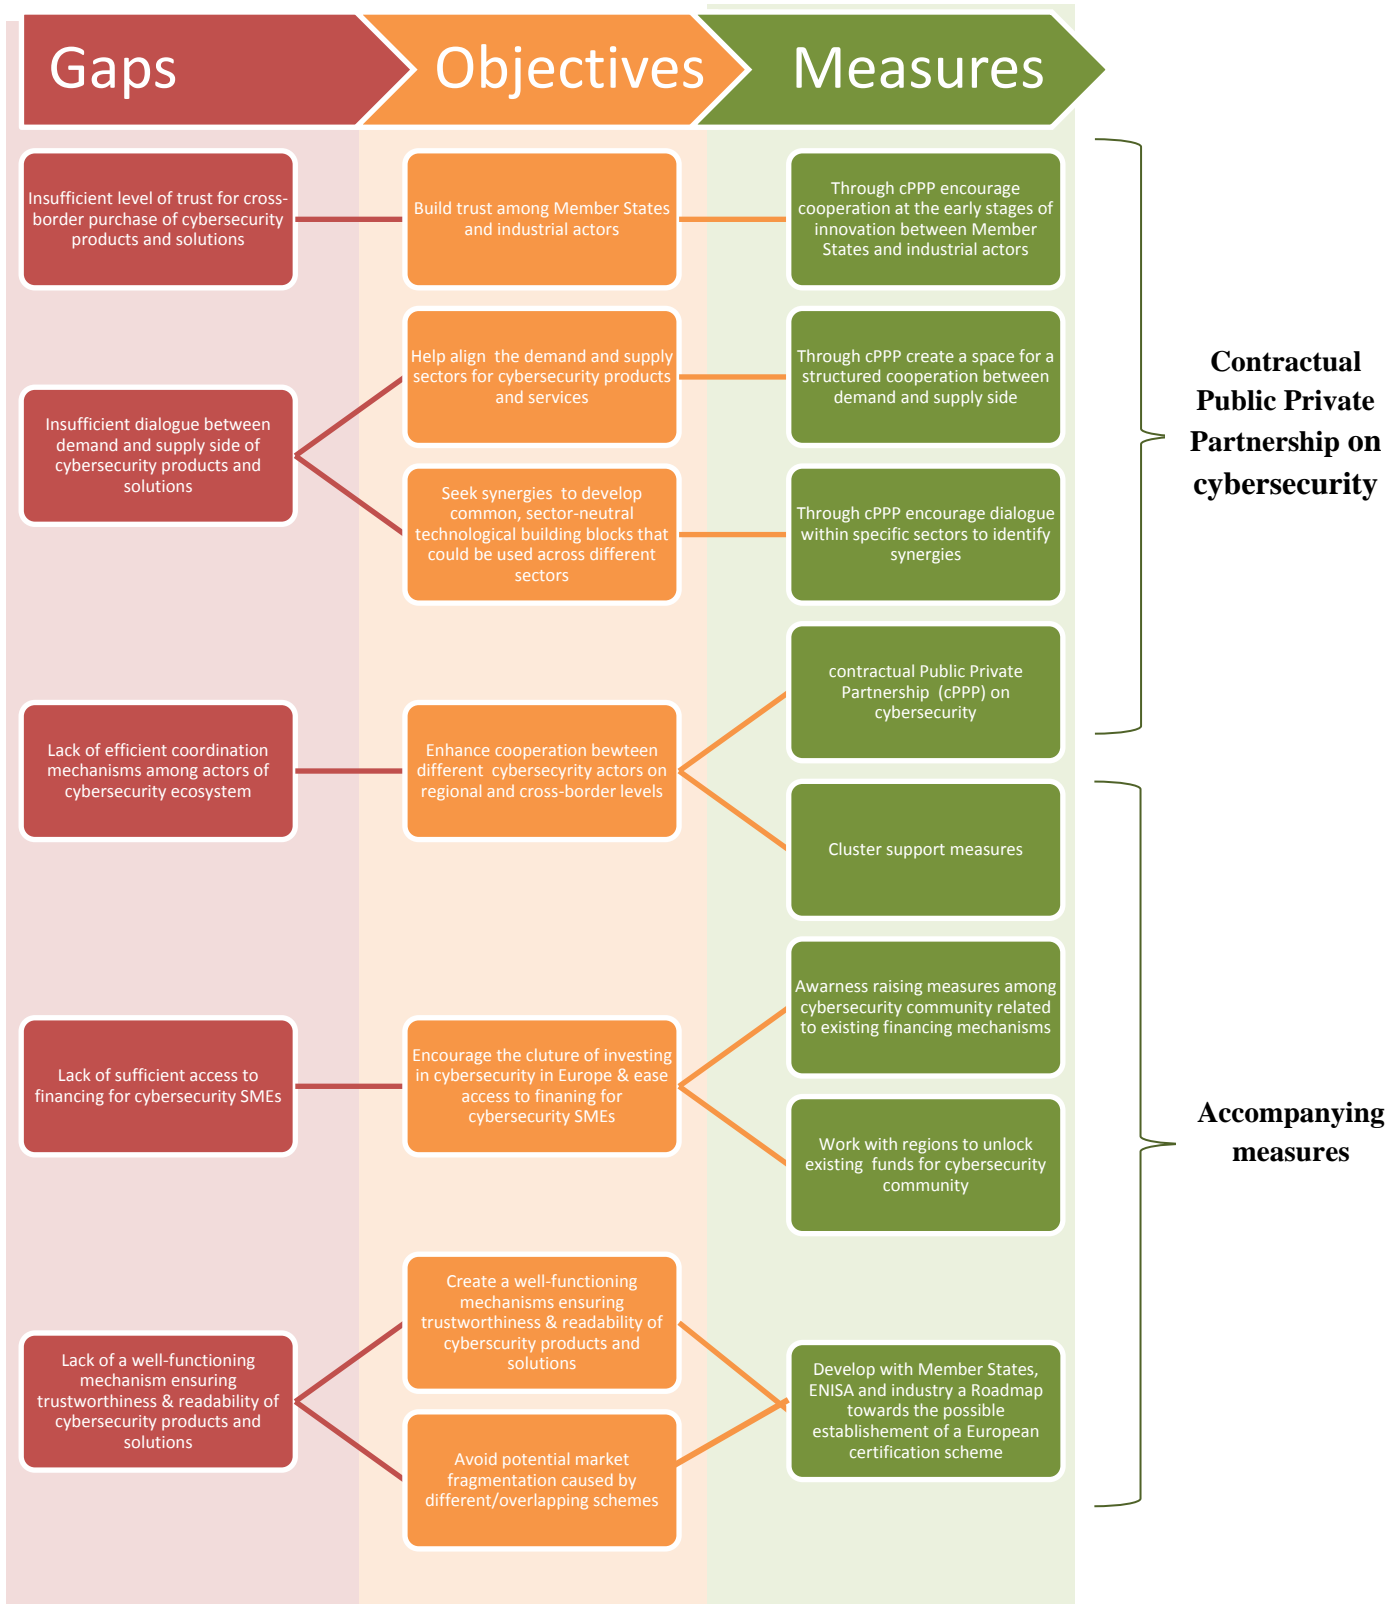 Gaps
Objectives
Measures
Insufficient level of trust for cross-
border purchase of cybersecurity
products and solutions
Build trust among Member States
and industrial actors
Through cPPP encourage
cooperation at the early stages of
innovation between Member
States and industrial actors
Insufficient dialogue between
demand and supply side of
cybersecurity products and
solutions
Help align  the demand and supply
sectors for cybersecurity products
and services
Through cPPP create a space for a
structured cooperation between
demand and supply side
Seek synergies  to develop
common, sector-neutral
technological building blocks that
could be used across different
sectors
Through cPPP encourage dialogue
within specific sectors to identify
synergies
Contractual
Public Private
Partnership on
cybersecurity
Lack of efficient coordination
mechanisms among actors of
cybersecurity ecosystem
Enhance cooperation bewteen
different  cybersecyrity actors on
regional and cross-border levels
contractual Public Private
Partnership  (cPPP) on
cybersecurity
Cluster support measures
Lack of sufficient access to
financing for cybersecurity SMEs
Encourage the cluture of investing
in cybersecurity in Europe & ease
access to finaning for
cybersecurity SMEs
Awarness raising measures among
cybersecurity community related
to existing financing mechanisms
Work with regions to unlock
existing  funds for cybersecurity
community
Accompanying
measures
Lack of a well-functioning
mechanism ensuring
trustworthiness & readability of
cybersecurity products and
solutions
Create a well-functioning
mechanisms ensuring
trustworthiness & readability of
cyberscurity products and
solutions
Avoid potential market
fragmentation caused by
different/overlapping schemes
Develop with Member States,
ENISA and industry a Roadmap
towards the possible
establishement of a European
certification scheme